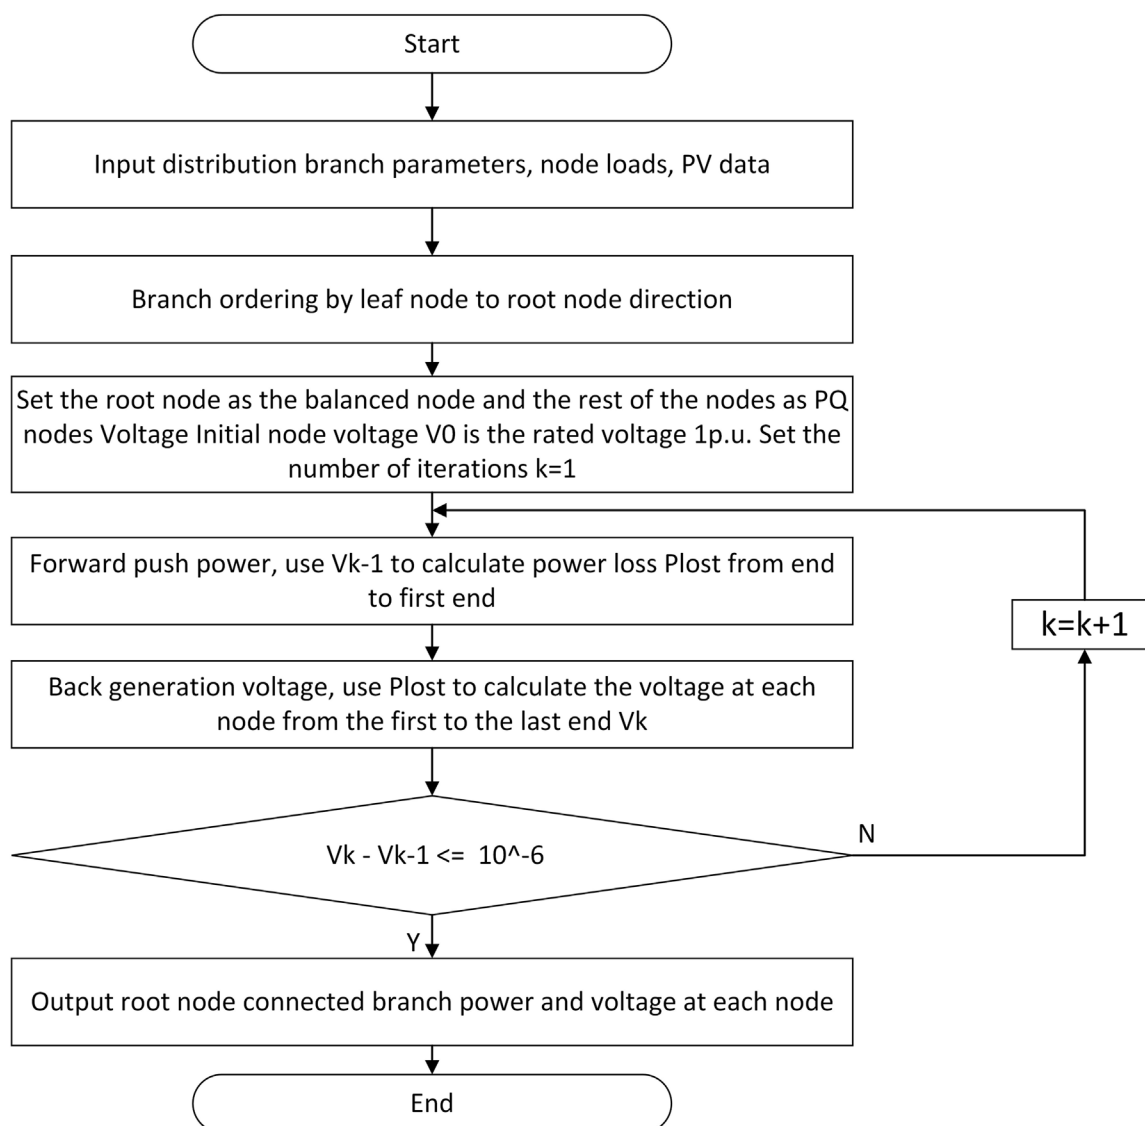 Start
Input distribution branch parameters, node loads, PV data
Branch ordering by leaf node to root node direction
Set the root node as the balanced node and the rest of the nodes as PQ
nodes Voltage Initial node voltage V0 is the rated voltage 1p.u. Set the
number of iterations k=1
Forward push power, use Vk-1 to calculate power loss Plost from end
to first end
k=k+1
Back generation voltage, use Plost to calculate the voltage at each
node from the first to the last end Vk
Vk - Vk-1 <= 10^-6
N
Y
Output root node connected branch power and voltage at each node
End